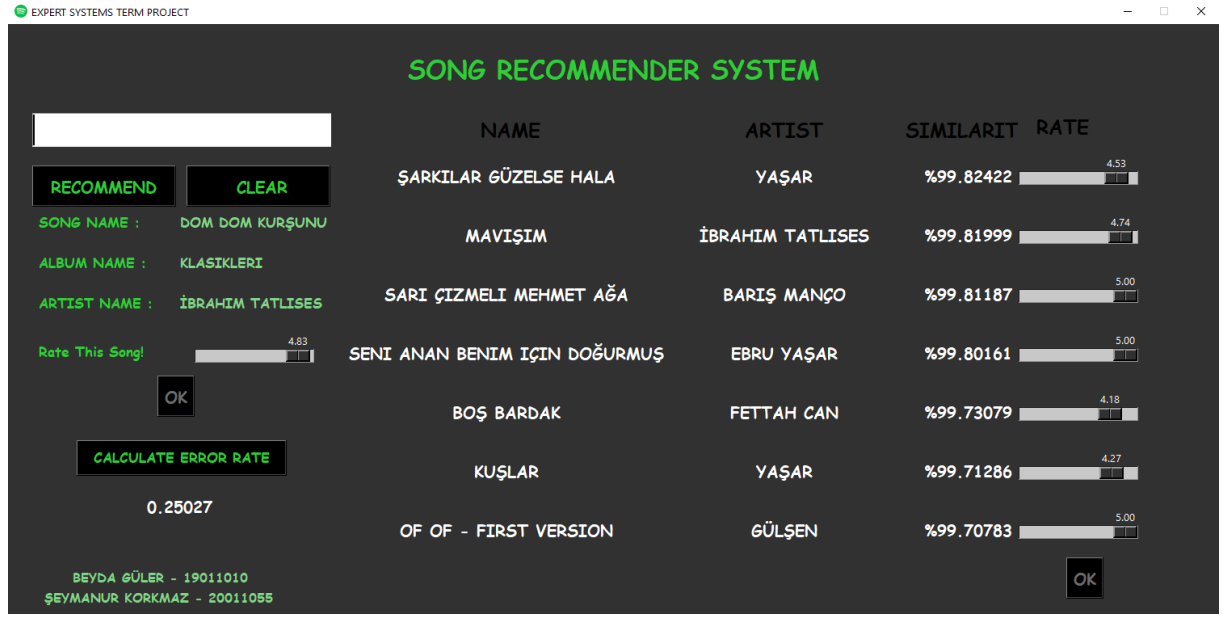 EXPERT SYSTEMS TERM PROJECT
SONG RECOMMENDER SYSTEM
NAME ARTIST SIMILARIT RATE
RECOMMEND CLEAR
SONG NAME : DOM DOM KURŞUNU
ALBUM NAME : KLASIKLERI
ARTIST NAME : İBRAHIM TATLISES
Rate This Song! 4.83
OK
CALCULATE ERROR RATE
0.25027
BEYDA GÜLER - 19011010
ŞEYMANUR KORKMAZ - 20011055
ŞARKILAR GÜZELSE HALA YAŞAR %99.82422 4.53
MAVIŞIM İBRAHIM TATLISES %99.81999 4.74
SARI ÇIZMELI MEHMET AĞA BARIŞ MANÇO %99.81187 5.00
SENI ANAN BENIM IÇIN DOĞURMUŞ EBRU YAŞAR %99.80161 5.00
BOŞ BARDAK FETTAH CAN %99.73079 4.18
KUŞLAR YAŞAR %99.71286 4.27
OF OF - FIRST VERSION GÜLŞEN %99.70783 5.00
OK